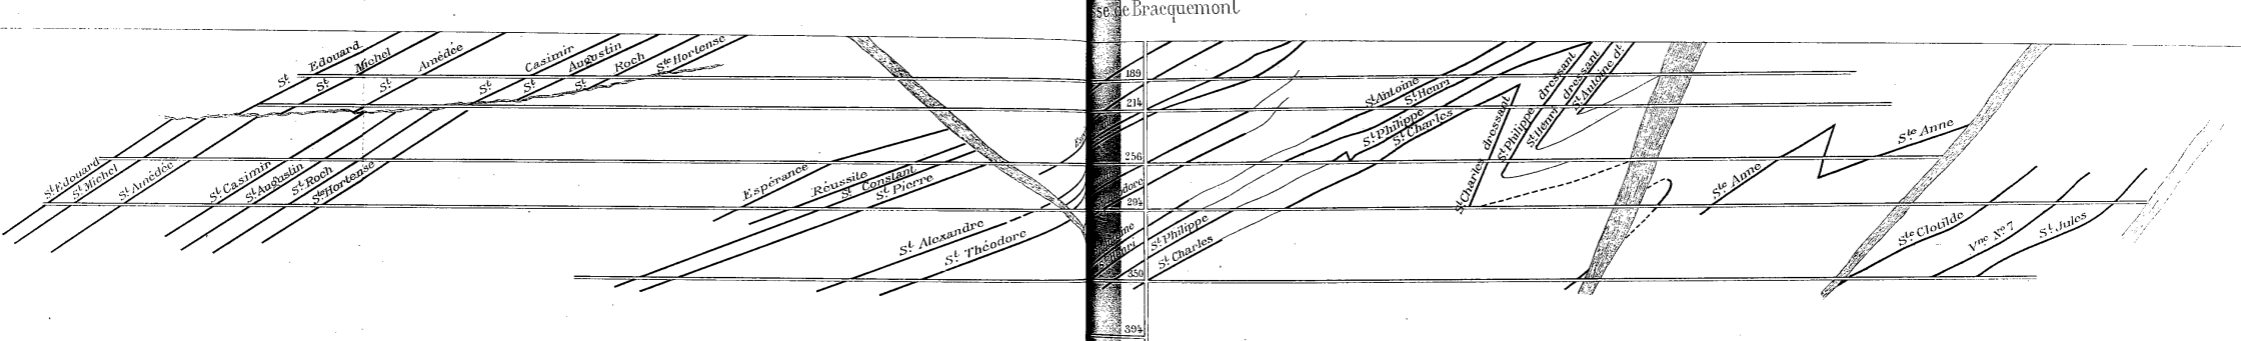 sse de Bracquemont
St Edouard
St Michel
St Amédée
St Casimir
St Augustin
St Roch
Ste Hortense
St Edouard
St Michel
St Amédée
St Casimir
St Augustin
St Roch
Ste Hortense
Espérance
Réussite
St Constant
St Pierre
St Alexandre
St Théodore
189
214
256
294
350
394
St Antoine
St Henri
St Philippe
St Charles
St Charles dressant
St Philippe dressant
St Henri dressant
St Antoine dt
St Philippe
St Charles
Ste Anne
Ste Anne
Ste Clotilde
Vne No 7
St Jules